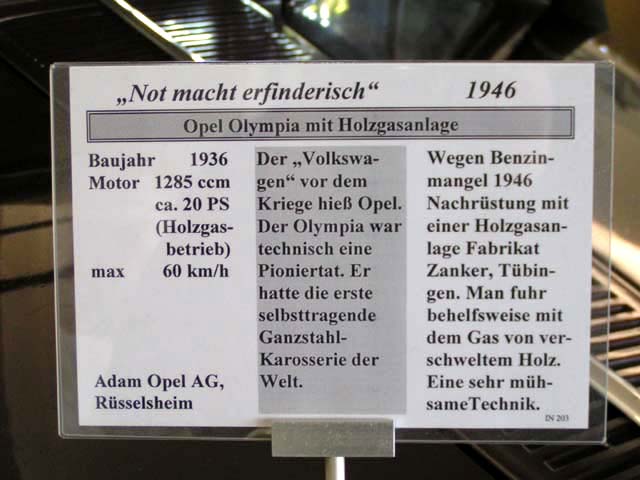 „Not macht erfinderisch“ 1946
Opel Olympia mit Holzgasanlage
Baujahr 1936
Motor 1285 ccm
ca. 20 PS
(Holzgas-
betrieb)
max 60 km/h
Adam Opel AG,
Rüsselsheim
Der „Volkswa-
gen“ vor dem
Kriege hieß Opel.
Der Olympia war
technisch eine
Pioniertat. Er
hatte die erste
selbsttragende
Ganzstahl-
Karosserie der
Welt.
Wegen Benzin-
mangel 1946
Nachrüstung mit
einer Holzgasan-
lage Fabrikat
Zanker, Tübin-
gen. Man fuhr
behelfsweise mit
dem Gas von ver-
schweltem Holz.
Eine sehr müh-
sameTechnik.
IN 203